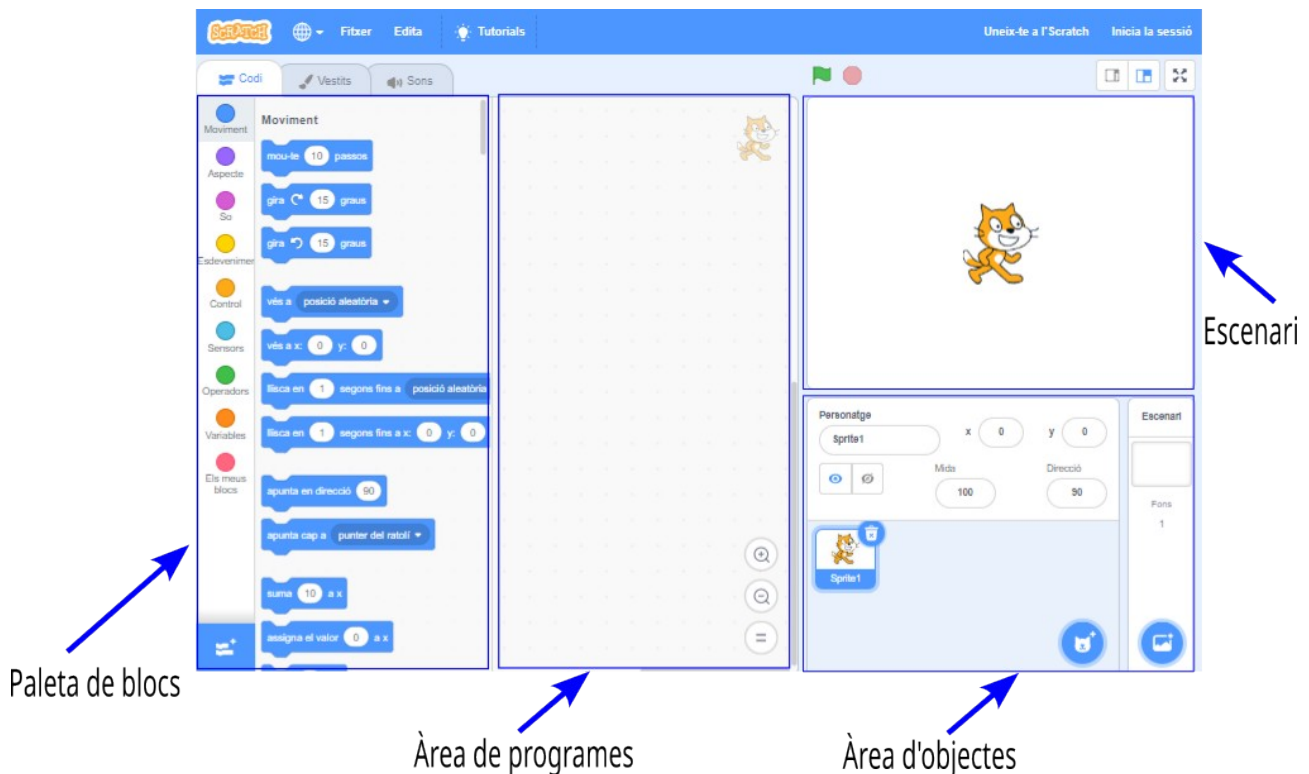 SCRATCH Fitxer Edita Tutorials Uneix-te a l'Scratch Inicia la sessió
Codi Vestits Sons
Moviment
Aspecte
So
Esdevenimen
Control
Sensors
Operadors
Variables
Els meus
blocs
Moviment
mou-te 10 passos
gira 15 graus
gira 15 graus
vés a posició aleatòria
vés a x: 0 y: 0
llisca en 1 segons fins a posició aleatòria
llisca en 1 segons fins a x: 0 y: 0
apunta en direcció 90
apunta cap a punter del ratolí
suma 10 a x
assigna el valor 0 a x
Escenari
Personatge
Sprite1 x 0 y 0
Mida Direcció
100 90
Sprite1
Escenari
Fons
1
Paleta de blocs
Àrea de programes
Àrea d'objectes